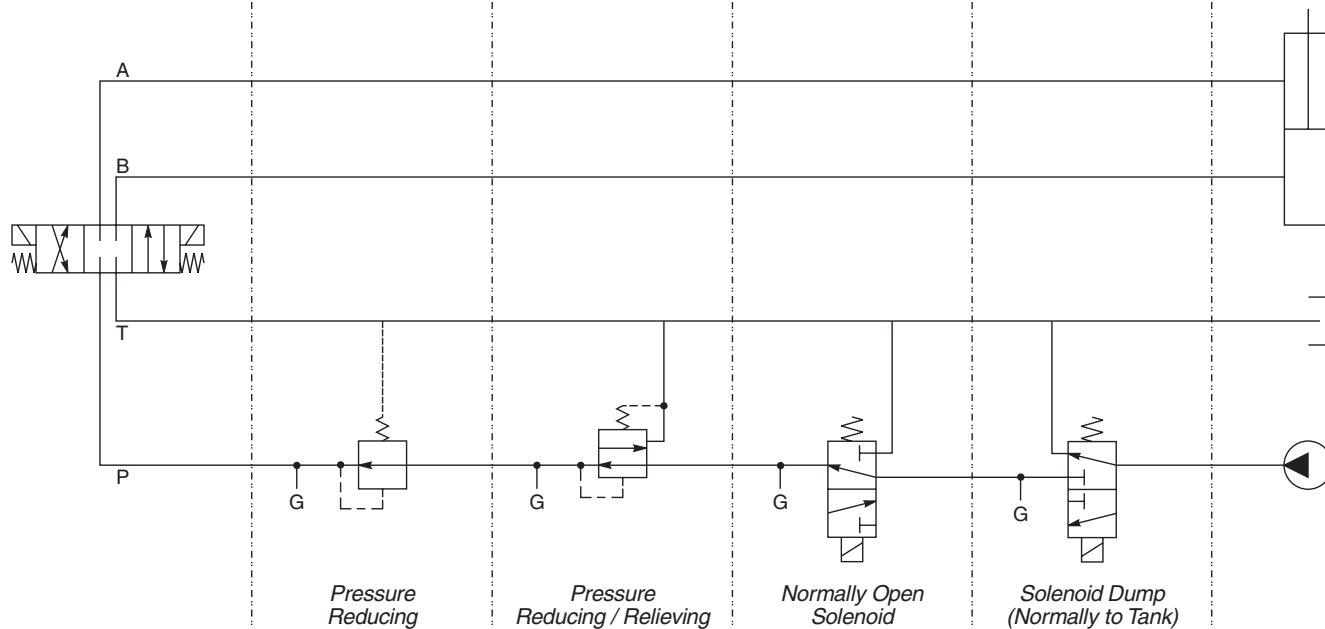 A
B
T
P
G
G
G
G
Pressure
Reducing
Pressure
Reducing / Relieving
Normally Open
Solenoid
Solenoid Dump
(Normally to Tank)